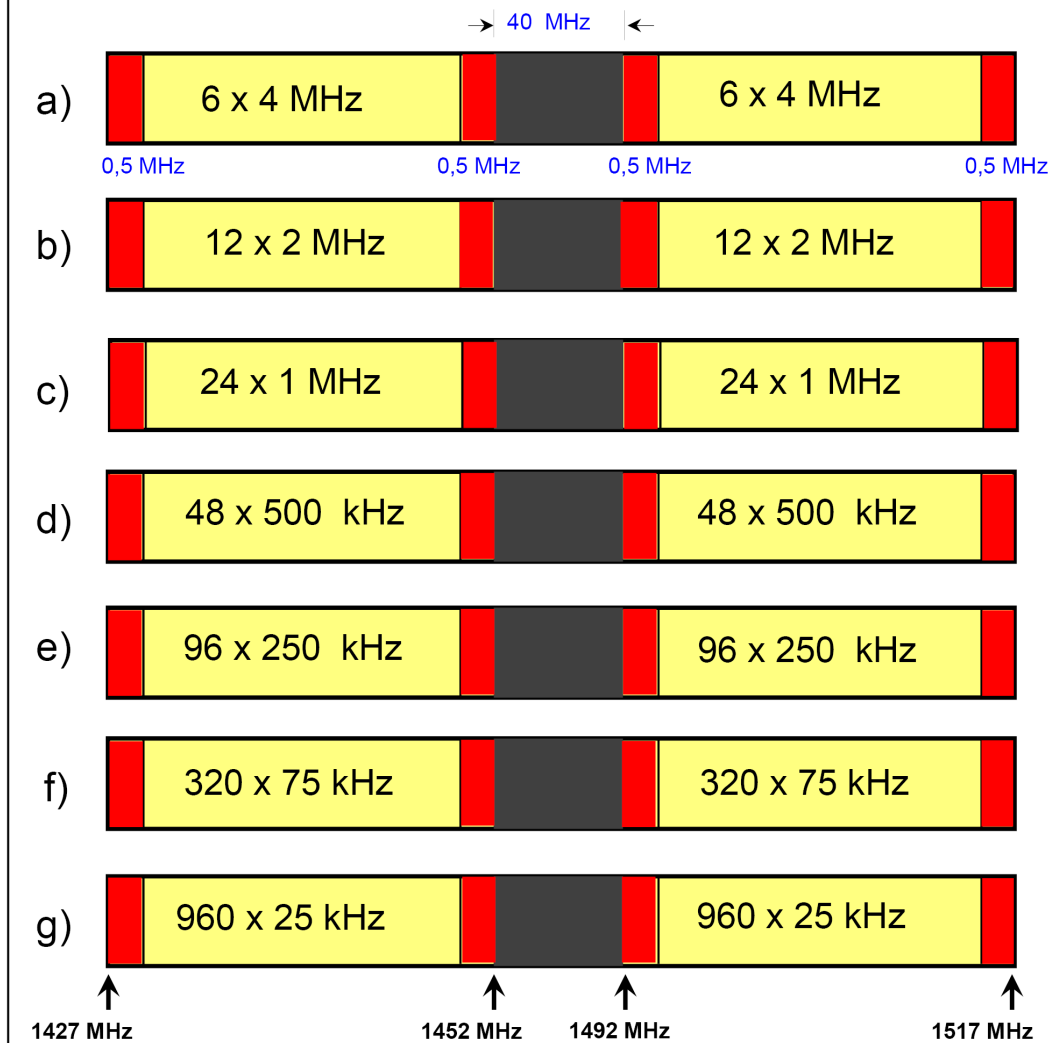 40 MHz
a) 6 x 4 MHz 6 x 4 MHz
0,5 MHz 0,5 MHz 0,5 MHz 0,5 MHz
b) 12 x 2 MHz 12 x 2 MHz
c) 24 x 1 MHz 24 x 1 MHz
d) 48 x 500 kHz 48 x 500 kHz
e) 96 x 250 kHz 96 x 250 kHz
f) 320 x 75 kHz 320 x 75 kHz
g) 960 x 25 kHz 960 x 25 kHz
1427 MHz 1452 MHz 1492 MHz 1517 MHz